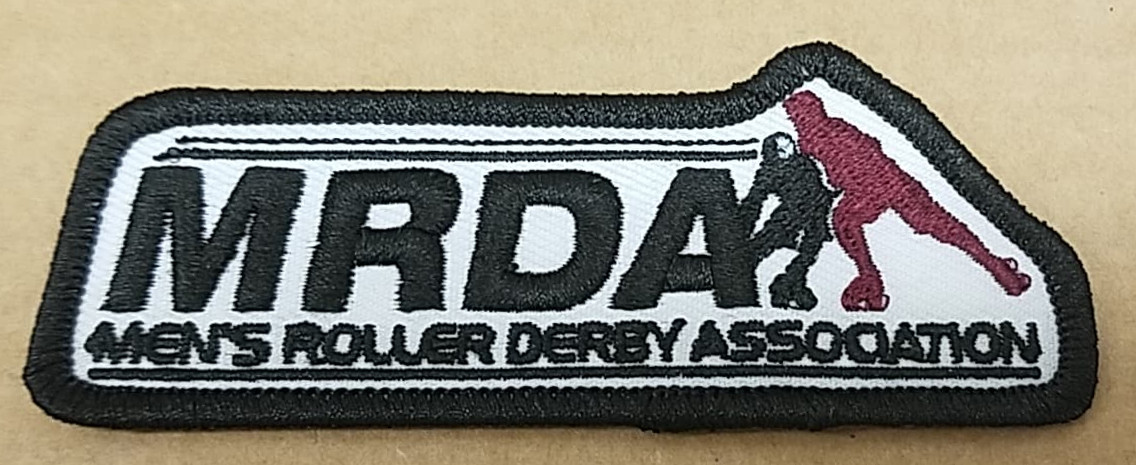 MRDA
MEN'S ROLLER DERBY ASSOCIATION